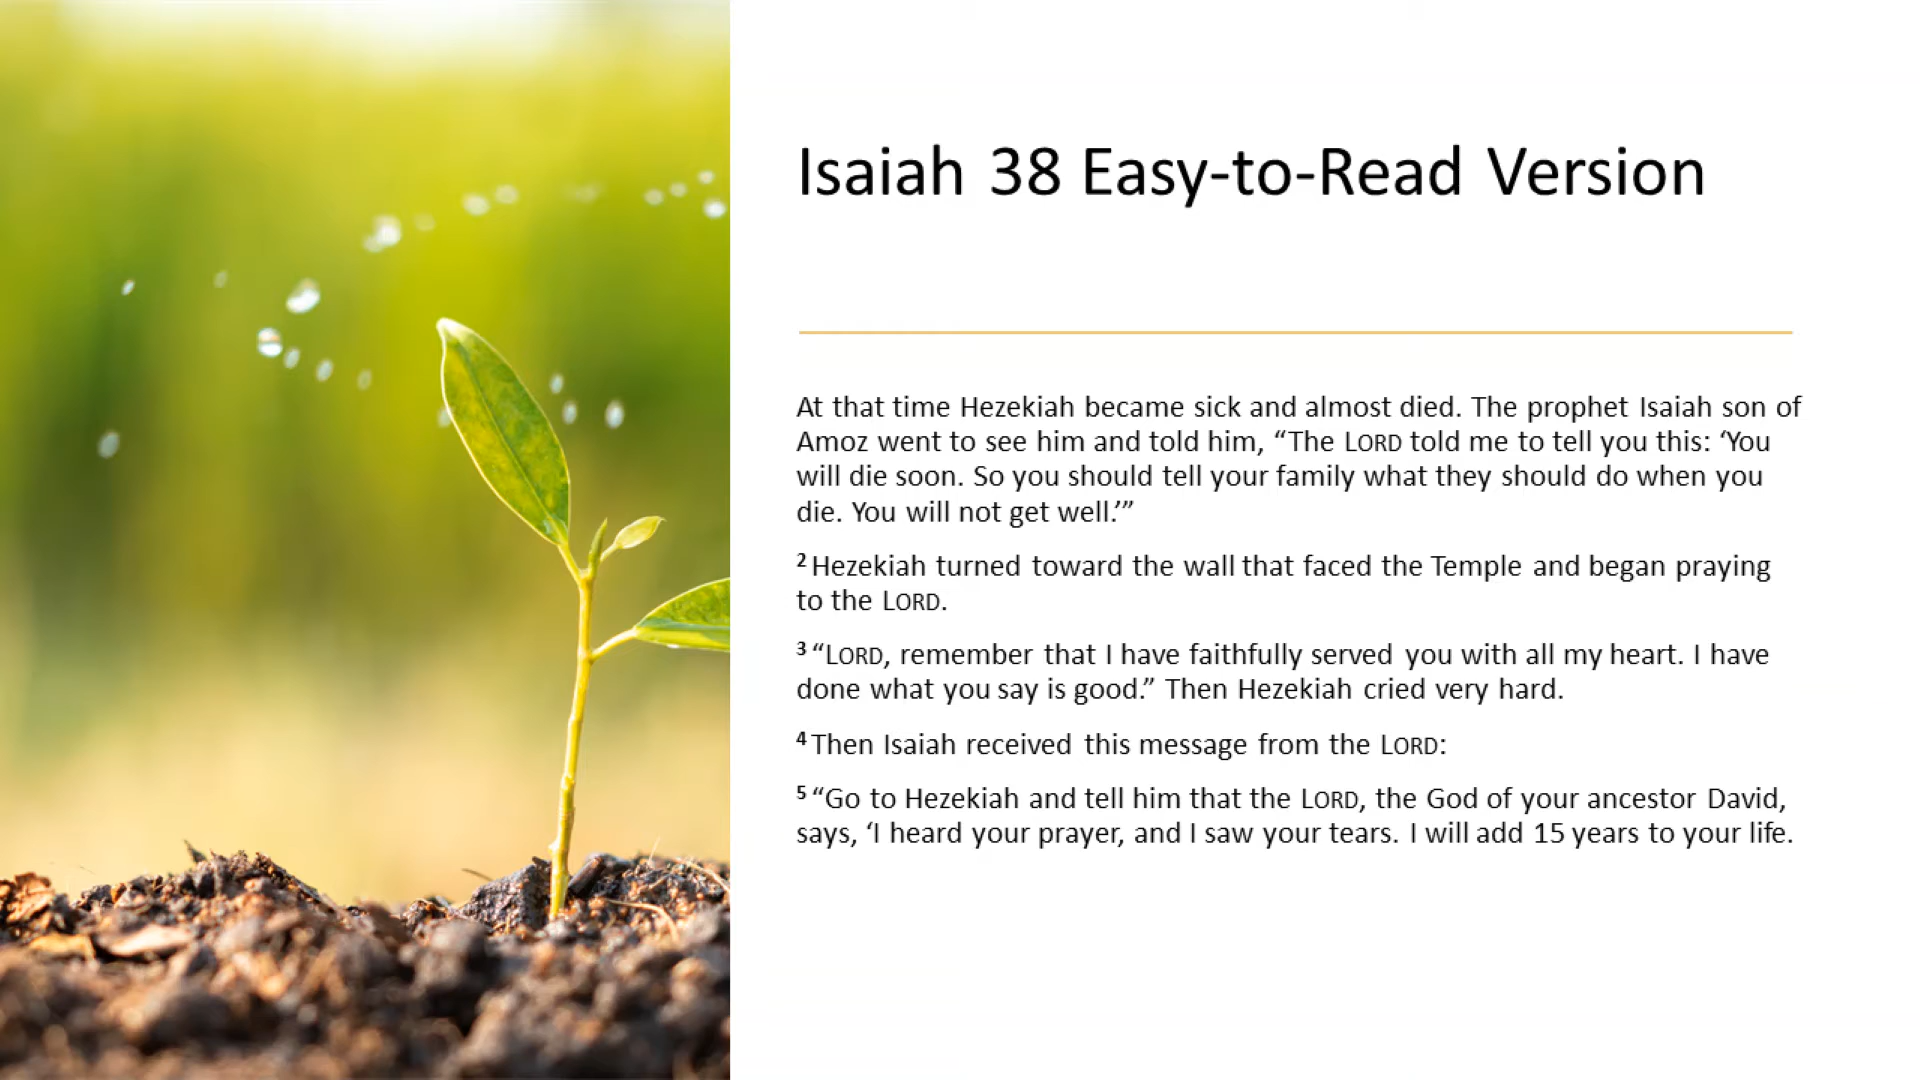 Isaiah 38 Easy-to-Read Version
At that time Hezekiah became sick and almost died. The prophet Isaiah son of
Amoz went to see him and told him, “The LORD told me to tell you this: ‘You
will die soon. So you should tell your family what they should do when you
die. You will not get well.’”
2 Hezekiah turned toward the wall that faced the Temple and began praying
to the LORD.
3 “LORD, remember that I have faithfully served you with all my heart. I have
done what you say is good.” Then Hezekiah cried very hard.
4 Then Isaiah received this message from the LORD:
5 “Go to Hezekiah and tell him that the LORD, the God of your ancestor David,
says, ‘I heard your prayer, and I saw your tears. I will add 15 years to your life.